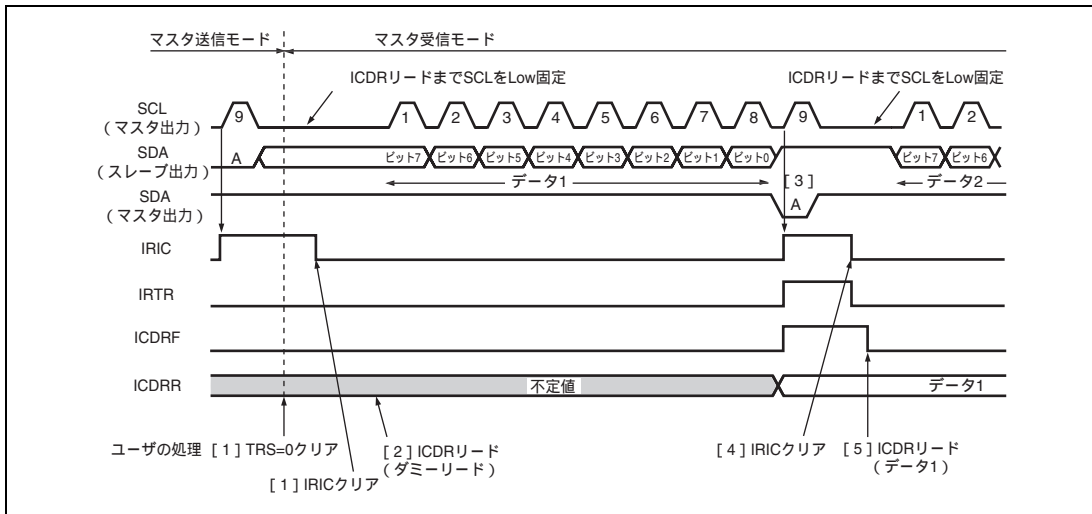 マスタ送信モード マスタ受信モード
ICDRリードまでSCLをLow固定 ICDRリードまでSCLをLow固定
SCL
(マスタ出力)
9 1 2 3 4 5 6 7 8 9 1 2
SDA
(スレーブ出力)
A ビット7 ビット6 ビット5 ビット4 ビット3 ビット2 ビット1 ビット0 ビット7 ビット6
データ1 [3] データ2
SDA
(マスタ出力)
A
IRIC
IRTR
ICDRF
ICDRR 不定値 データ1
ユーザの処理 [1] TRS=0クリア
[1] IRICクリア
[2] ICDRリード
(ダミーリード)
[4] IRICクリア
[5] ICDRリード
(データ1)